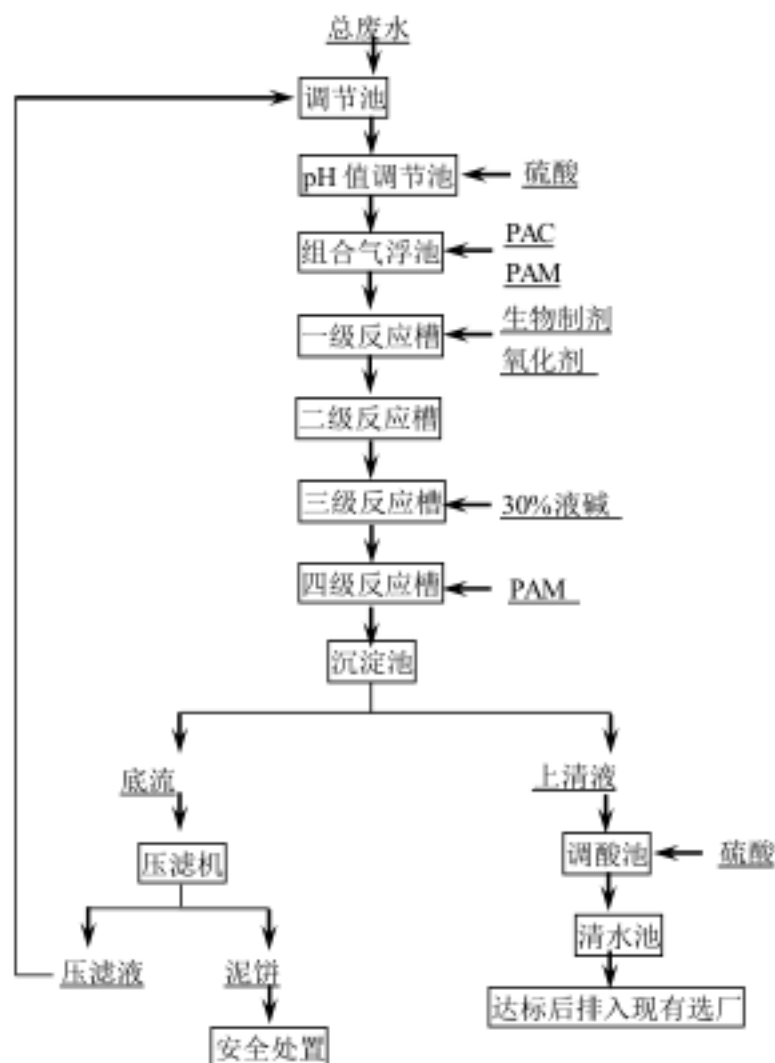 总废水
调节池
pH 值调节池
硫酸
组合气浮池
PAC
PAM
一级反应槽
生物制剂
氧化剂
二级反应槽
三级反应槽
30%液碱
四级反应槽
PAM
沉淀池
底流
上清液
压滤机
调酸池
硫酸
压滤液
泥饼
清水池
安全处置
达标后排入现有选厂